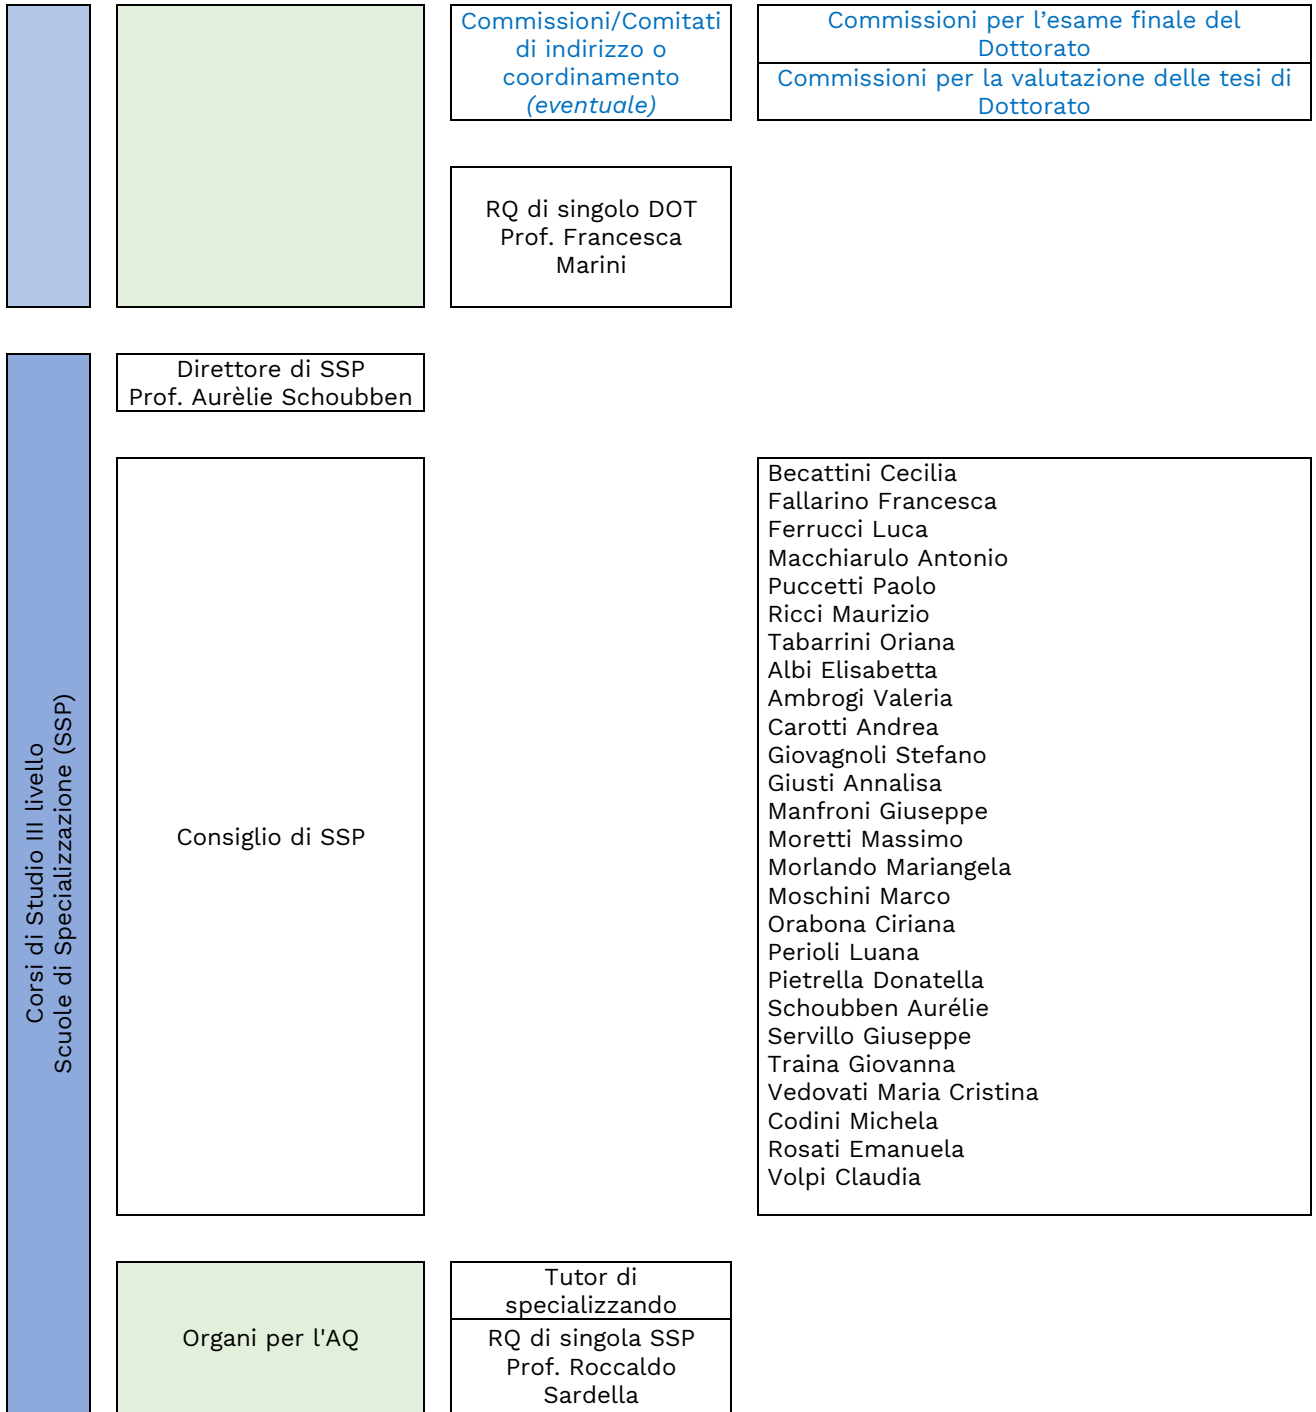 Commissioni/Comitati
di indirizzo o
coordinamento
(eventuale)
Commissioni per l’esame finale del
Dottorato
Commissioni per la valutazione delle tesi di
Dottorato
RQ di singolo DOT
Prof. Francesca
Marini
Corsi di Studio III livello
Scuole di Specializzazione (SSP)
Direttore di SSP
Prof. Aurèlie Schoubben
Consiglio di SSP
Becattini Cecilia
Fallarino Francesca
Ferrucci Luca
Macchiarulo Antonio
Puccetti Paolo
Ricci Maurizio
Tabarrini Oriana
Albi Elisabetta
Ambrogi Valeria
Carotti Andrea
Giovagnoli Stefano
Giusti Annalisa
Manfroni Giuseppe
Moretti Massimo
Morlando Mariangela
Moschini Marco
Orabona Ciriana
Perioli Luana
Pietrella Donatella
Schoubben Aurélie
Servillo Giuseppe
Traina Giovanna
Vedovati Maria Cristina
Codini Michela
Rosati Emanuela
Volpi Claudia
Organi per l'AQ
Tutor di
specializzando
RQ di singola SSP
Prof. Roccaldo
Sardella